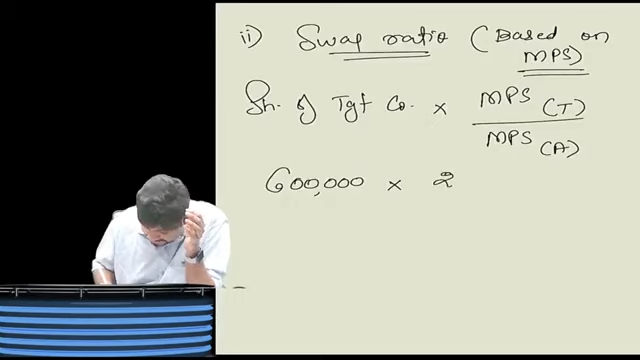 ii) Swap ratio (Based on
MPS)
Sh. of Tgt Co. × MPS (T)
MPS (A)
600,000 × 2